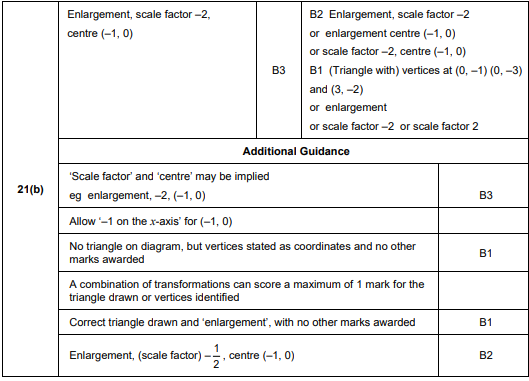 21(b)
Enlargement, scale factor –2,
centre (–1, 0)
B3
B2 Enlargement, scale factor –2
or enlargement centre (–1, 0)
or scale factor –2, centre (–1, 0)
B1 (Triangle with) vertices at (0, –1) (0, –3)
and (3, –2)
or enlargement
or scale factor –2 or scale factor 2
Additional Guidance
‘Scale factor’ and ‘centre’ may be implied
eg enlargement, –2, (–1, 0)
B3
Allow ‘–1 on the x-axis’ for (–1, 0)
No triangle on diagram, but vertices stated as coordinates and no other
marks awarded
B1
A combination of transformations can score a maximum of 1 mark for the
triangle drawn or vertices identified
Correct triangle drawn and ‘enlargement’, with no other marks awarded
B1
Enlargement, (scale factor) –1/2, centre (–1, 0)
B2